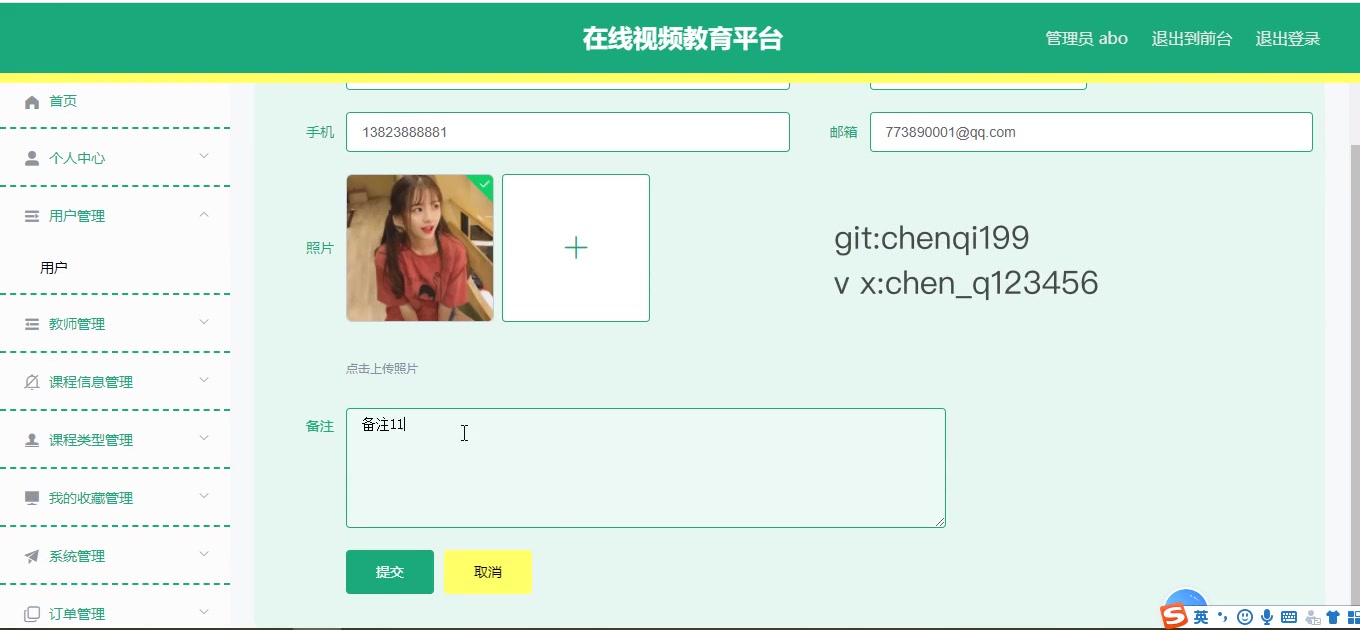 在线视频教育平台
管理员 abo 退出到前台 退出登录
首页
个人中心
用户管理
用户
教师管理
课程信息管理
课程类型管理
我的收藏管理
系统管理
订单管理
手机 13823888881 邮箱 773890001@qq.com
照片
git:chenqi199
v x:chen_q123456
点击上传照片
备注 备注11
提交 取消
英